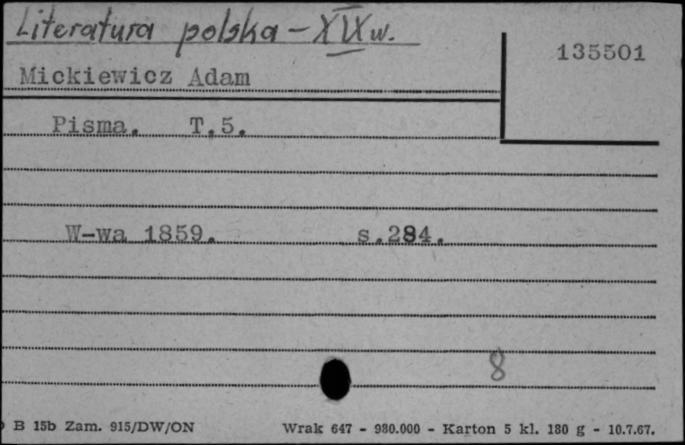 Literatura polska - XIX w.
135501
Mickiewicz Adam
Pisma. T.5.
W-wa 1859. s.284.
8
B 15b Zam. 915/DW/ON Wrak 647 - 980.000 - Karton 5 kl. 180 g - 10.7.67.